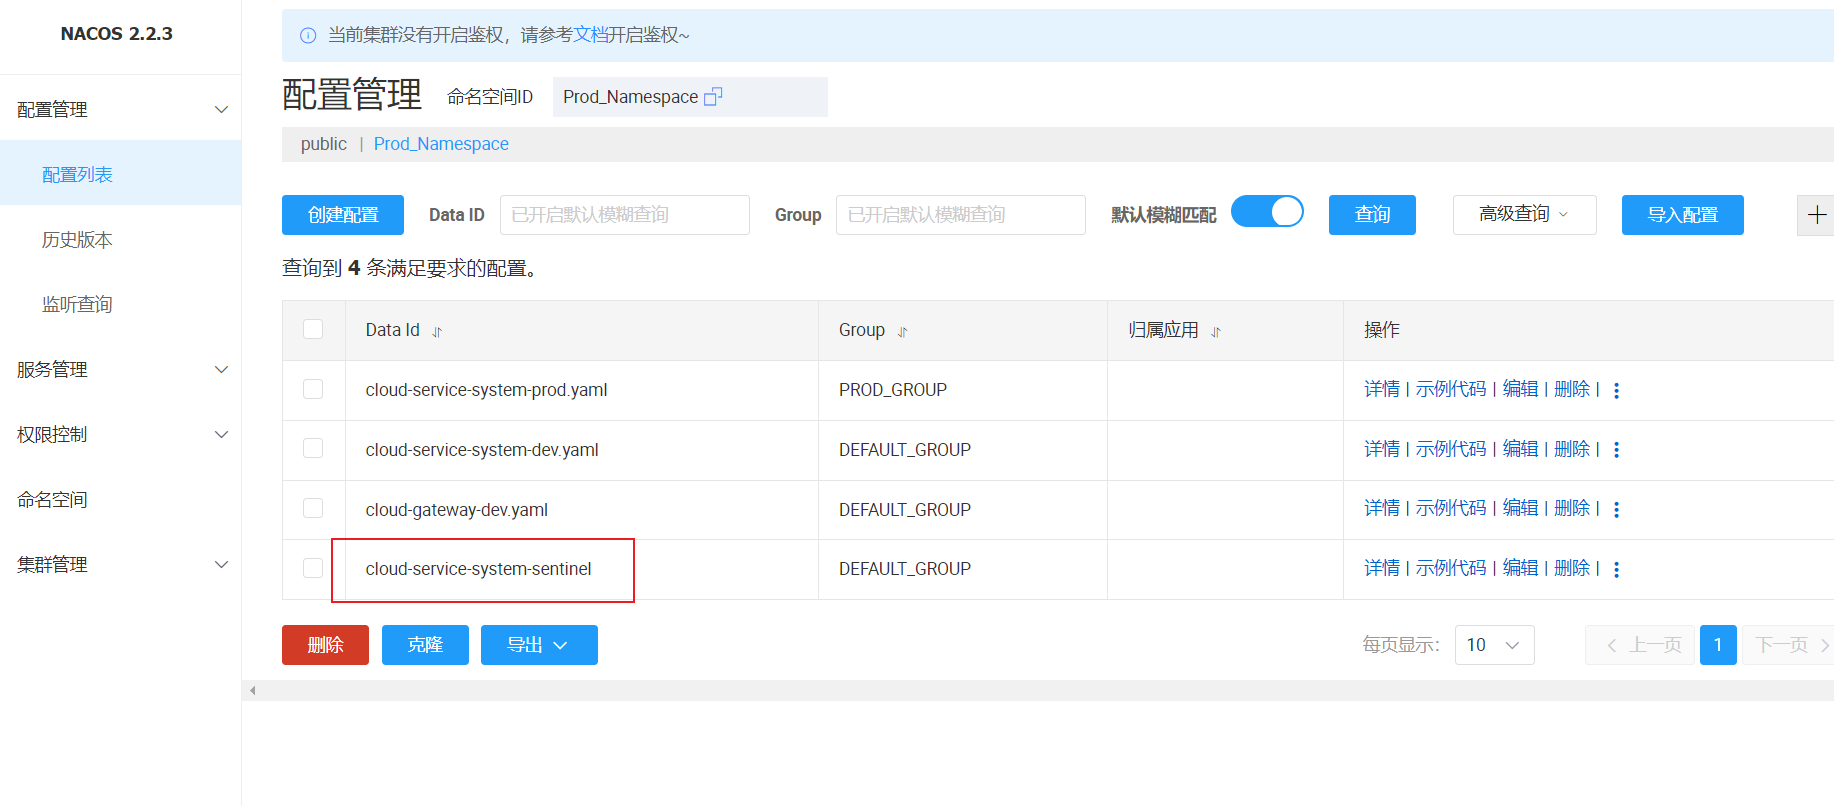 NACOS 2.2.3
配置管理
配置列表
历史版本
监听查询
服务管理
权限控制
命名空间
集群管理
当前集群没有开启鉴权，请参考文档开启鉴权~
配置管理 命名空间ID Prod_Namespace
public | Prod_Namespace
创建配置 Data ID 已开启默认模糊查询 Group 已开启默认模糊查询 默认模糊匹配 查询 高级查询 导入配置
查询到 4 条满足要求的配置。
Data Id Group 归属应用 操作
cloud-service-system-prod.yaml PROD_GROUP 详情 | 示例代码 | 编辑 | 删除 |
cloud-service-system-dev.yaml DEFAULT_GROUP 详情 | 示例代码 | 编辑 | 删除 |
cloud-gateway-dev.yaml DEFAULT_GROUP 详情 | 示例代码 | 编辑 | 删除 |
cloud-service-system-sentinel DEFAULT_GROUP 详情 | 示例代码 | 编辑 | 删除 |
删除 克隆 导出 每页显示: 10 上一页 1 下一页